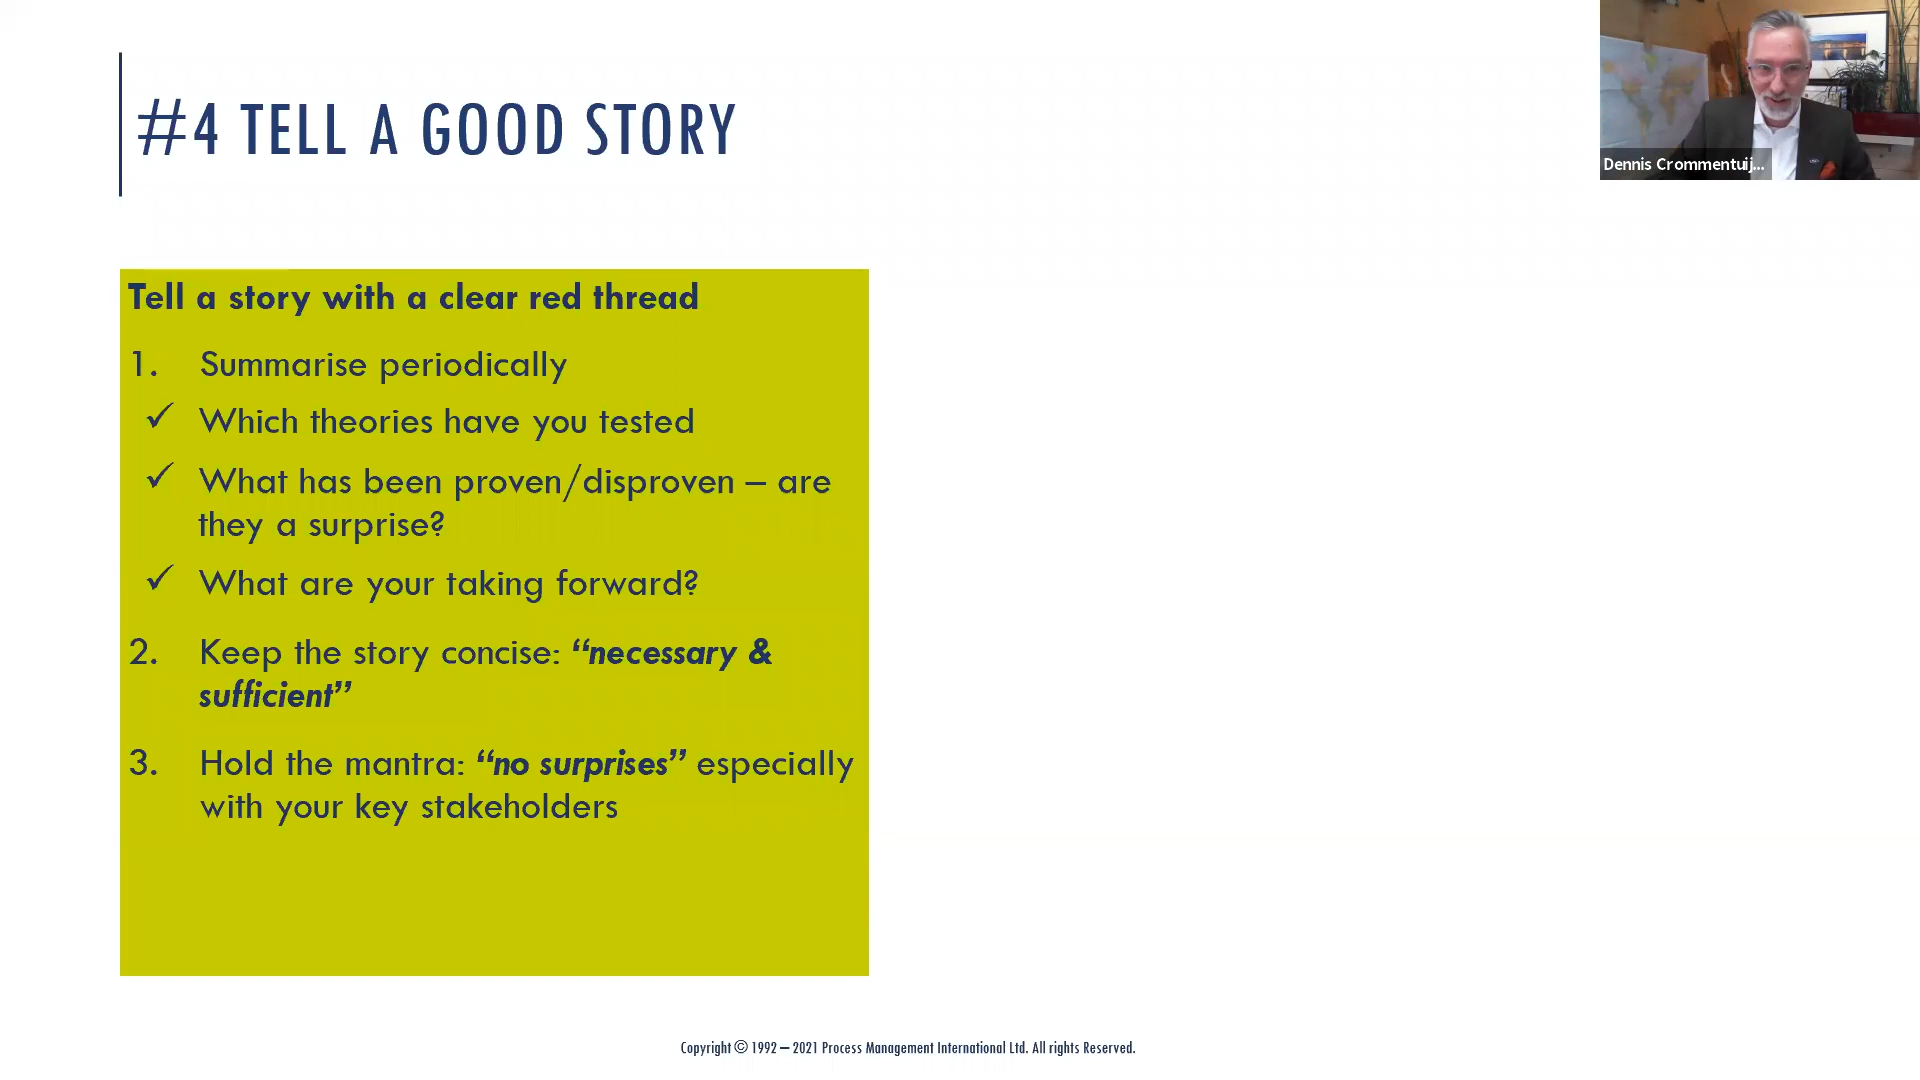 #4 TELL A GOOD STORY
Dennis Crommentuij...
Tell a story with a clear red thread
1. Summarise periodically
✓ Which theories have you tested
✓ What has been proven/disproven – are
they a surprise?
✓ What are your taking forward?
2. Keep the story concise: “necessary &
sufficient”
3. Hold the mantra: “no surprises” especially
with your key stakeholders
Copyright © 1992 – 2021 Process Management International Ltd. All rights Reserved.